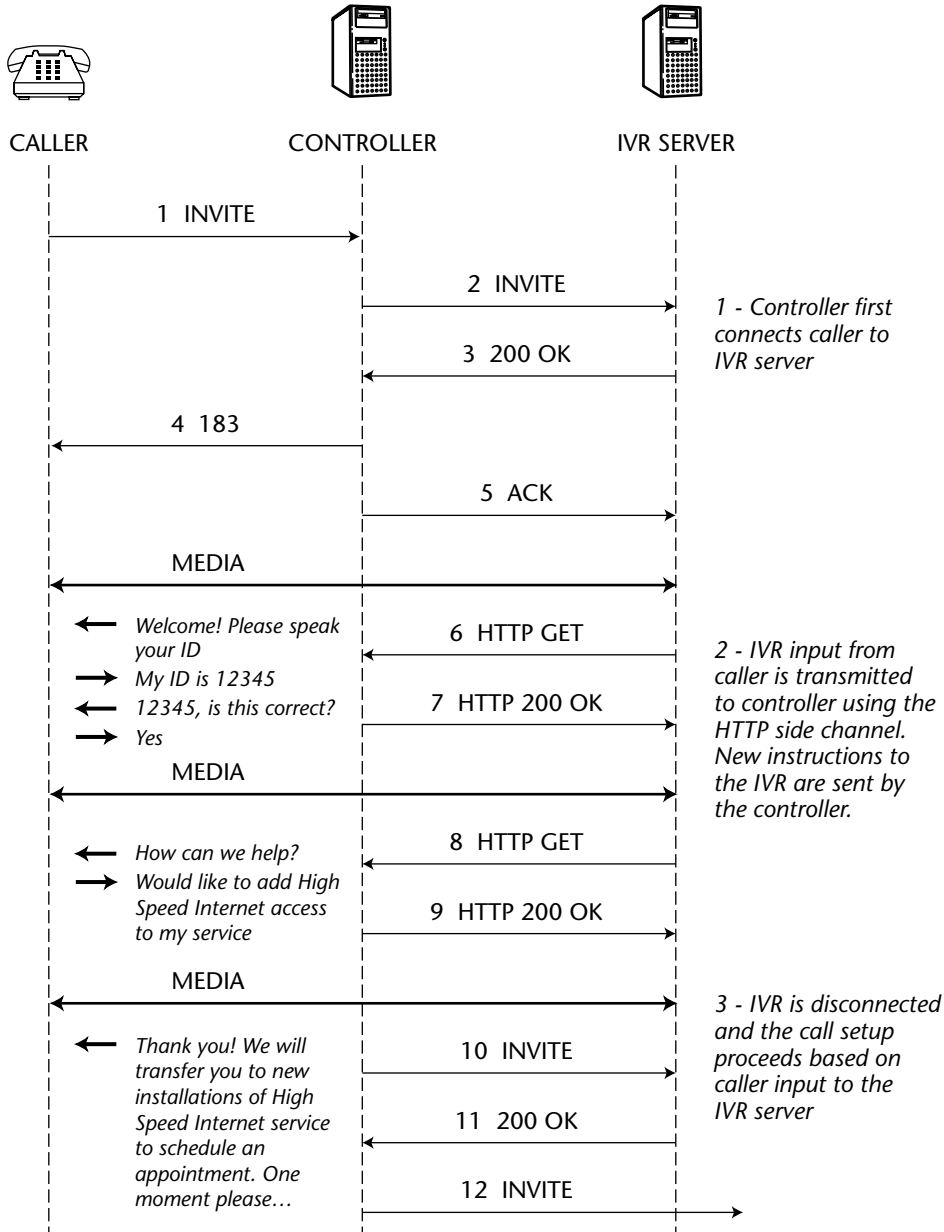 CALLER
CONTROLLER
IVR SERVER
1 INVITE
2 INVITE
1 - Controller first
connects caller to
IVR server
3 200 OK
4 183
5 ACK
MEDIA
Welcome! Please speak
your ID
My ID is 12345
12345, is this correct?
Yes
6 HTTP GET
7 HTTP 200 OK
2 - IVR input from
caller is transmitted
to controller using the
HTTP side channel.
New instructions to
the IVR are sent by
the controller.
MEDIA
How can we help?
Would like to add High
Speed Internet access
to my service
8 HTTP GET
9 HTTP 200 OK
MEDIA
Thank you! We will
transfer you to new
installations of High
Speed Internet service
to schedule an
appointment. One
moment please…
10 INVITE
11 200 OK
12 INVITE
3 - IVR is disconnected
and the call setup
proceeds based on
caller input to the
IVR server